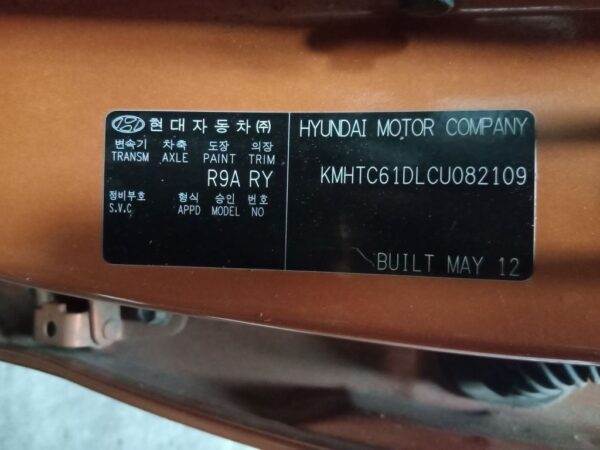 현대자동차㈜
변속기 차축 도장 의장
TRANSM AXLE PAINT TRIM
R9A RY
정비부호 형식 승인 번호
S.V.C APPD MODEL NO
HYUNDAI MOTOR COMPANY
KMHTC61DLCU082109
BUILT MAY 12